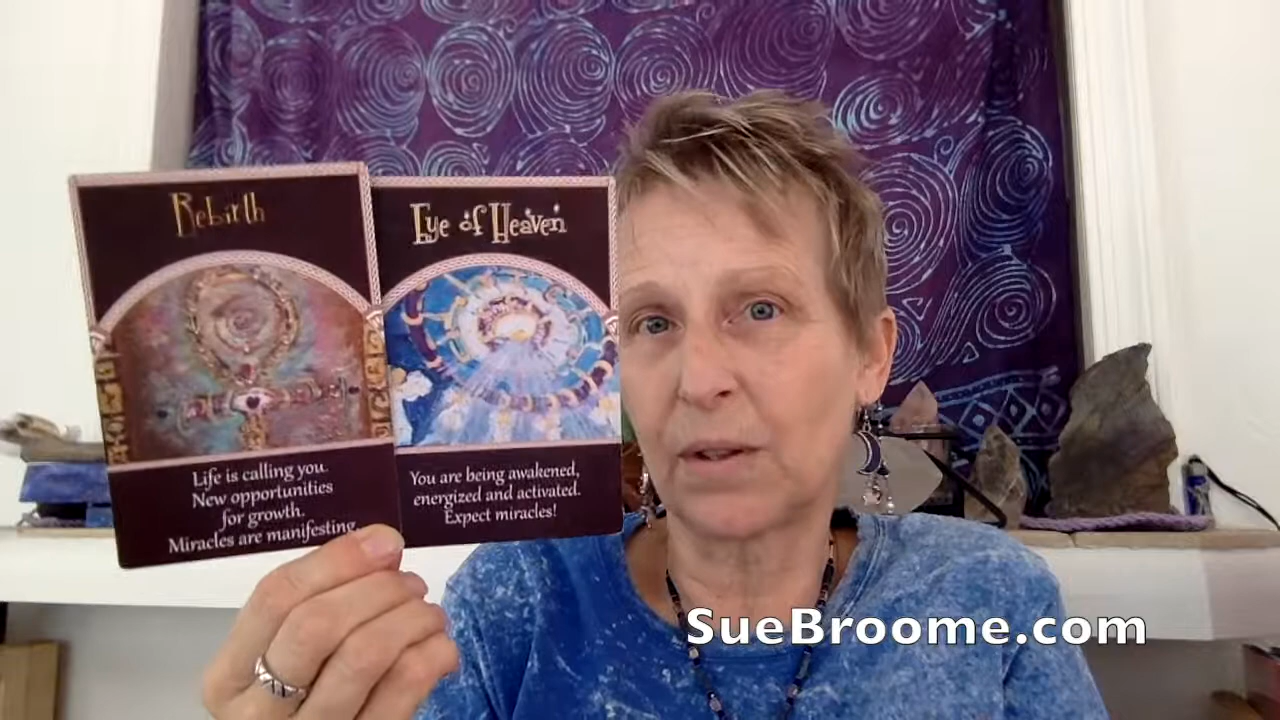 Rebirth
Life is calling you.
New opportunities
for growth.
Miracles are manifesting
Eye of Heaven
You are being awakened,
energized and activated.
Expect miracles!
SueBroome.com